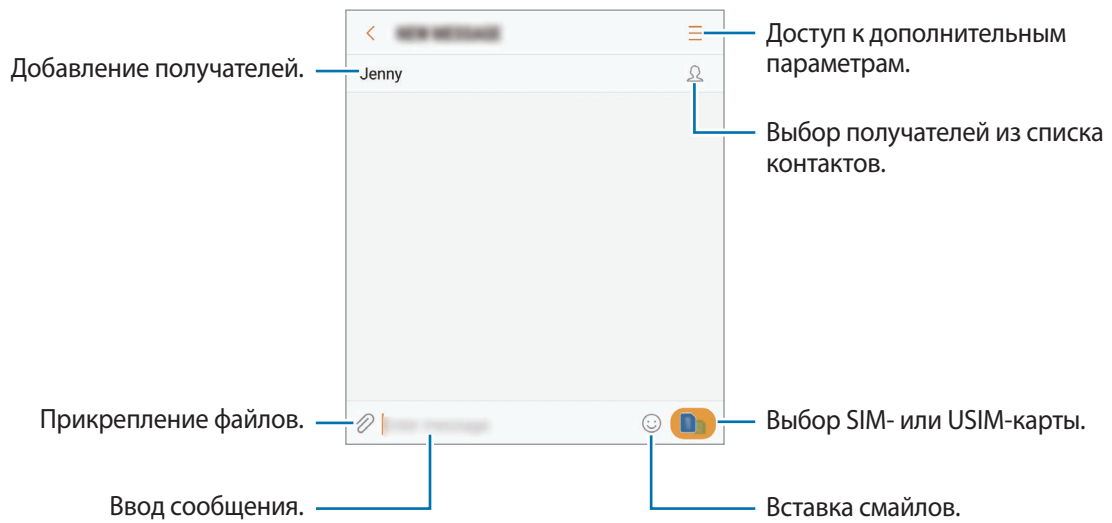 Доступ к дополнительным
параметрам.
Добавление получателей.
Jenny
Выбор получателей из списка
контактов.
Прикрепление файлов.
Выбор SIM- или USIM-карты.
Ввод сообщения.
Вставка смайлов.